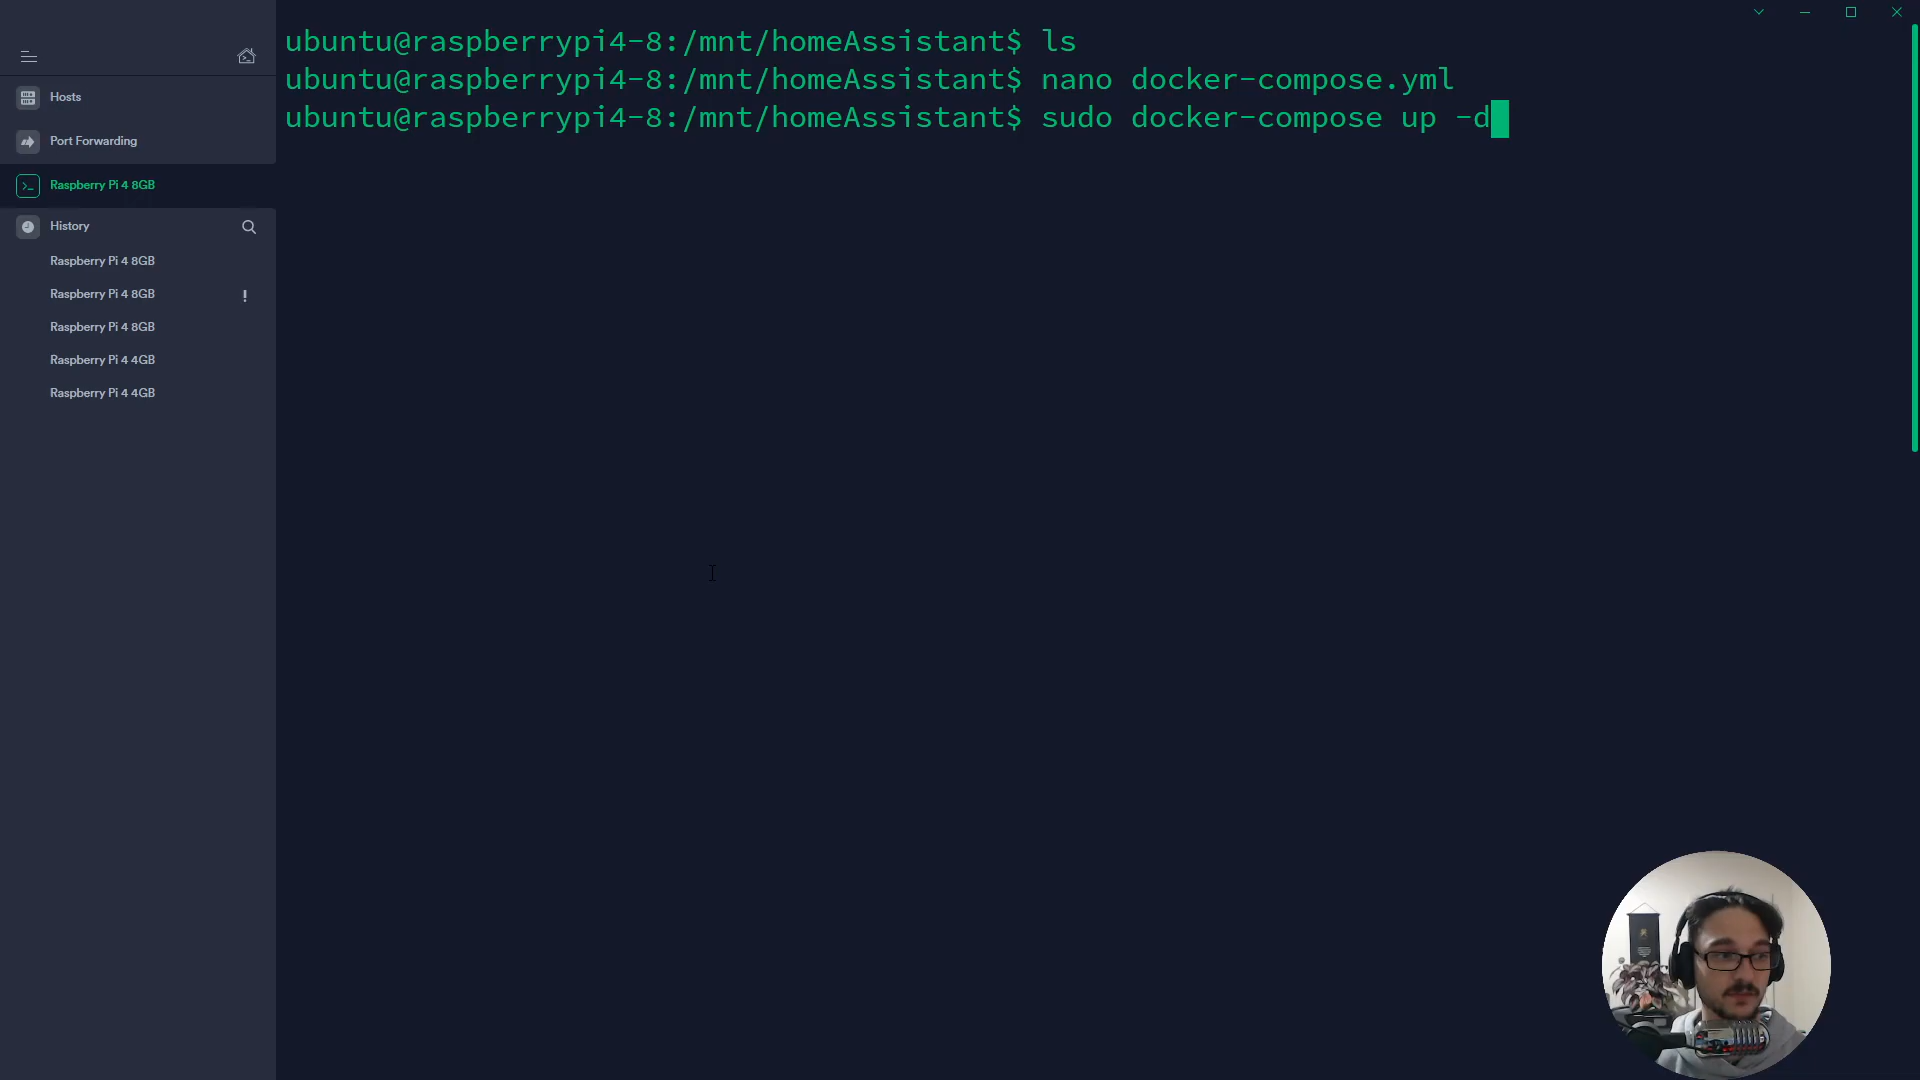 ubuntu@raspberrypi4-8:/mnt/homeAssistant$ ls
ubuntu@raspberrypi4-8:/mnt/homeAssistant$ nano docker-compose.yml
ubuntu@raspberrypi4-8:/mnt/homeAssistant$ sudo docker-compose up -d
Hosts
Port Forwarding
Raspberry Pi 4 8GB
History
Raspberry Pi 4 8GB
Raspberry Pi 4 8GB !
Raspberry Pi 4 8GB
Raspberry Pi 4 4GB
Raspberry Pi 4 4GB